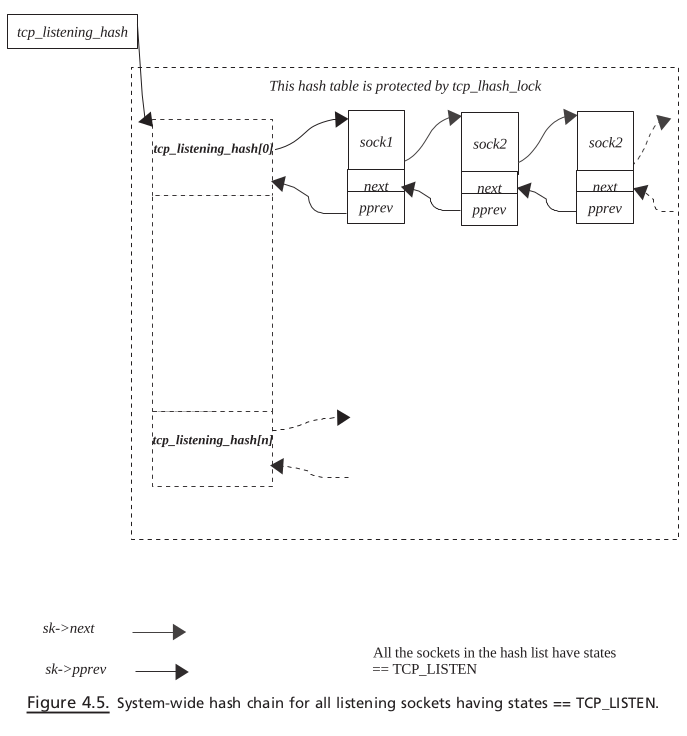 tcp_listening_hash
This hash table is protected by tcp_lhash_lock
tcp_listening_hash[0]
sock1
next
pprev
sock2
next
pprev
sock2
next
pprev
tcp_listening_hash[n]
sk->next
sk->pprev
All the sockets in the hash list have states
== TCP_LISTEN
Figure 4.5. System-wide hash chain for all listening sockets having states == TCP_LISTEN.